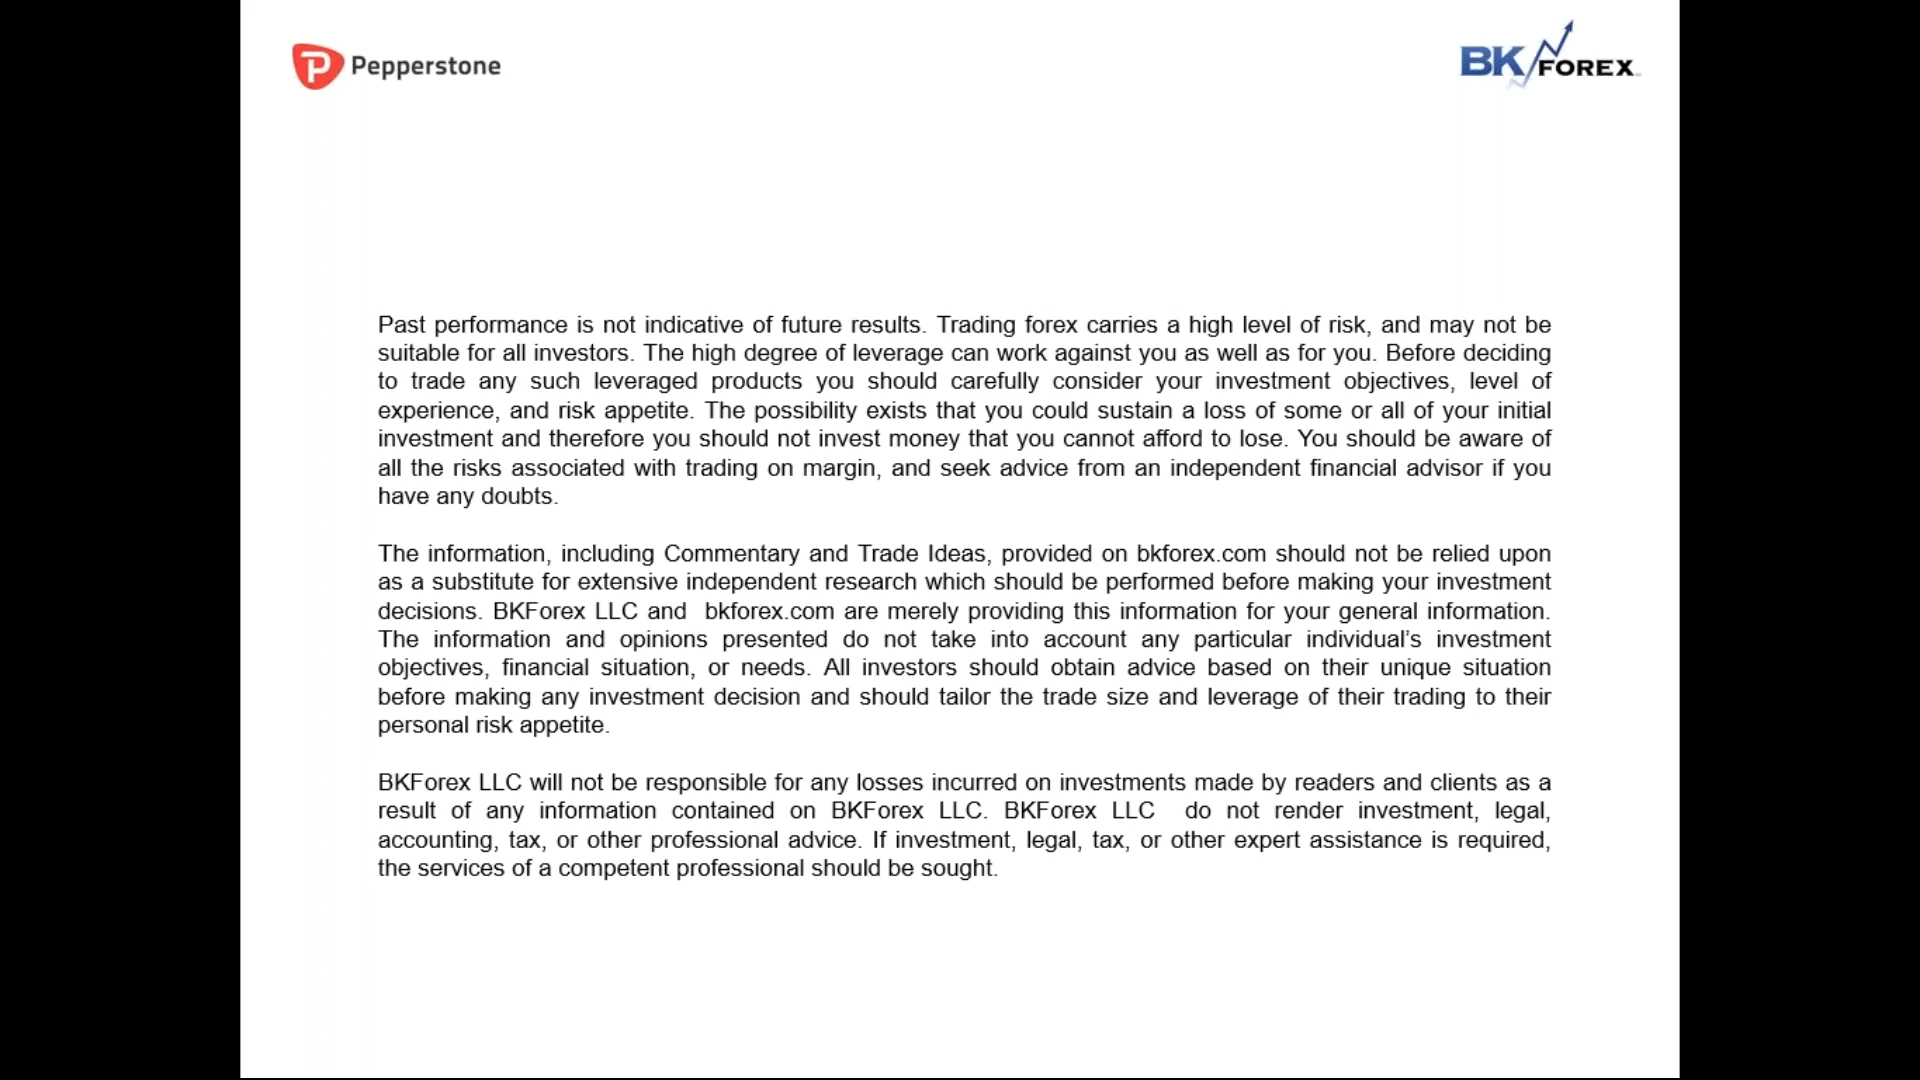 Pepperstone
BK FOREX
Past performance is not indicative of future results. Trading forex carries a high level of risk, and may not be
suitable for all investors. The high degree of leverage can work against you as well as for you. Before deciding
to trade any such leveraged products you should carefully consider your investment objectives, level of
experience, and risk appetite. The possibility exists that you could sustain a loss of some or all of your initial
investment and therefore you should not invest money that you cannot afford to lose. You should be aware of
all the risks associated with trading on margin, and seek advice from an independent financial advisor if you
have any doubts.
The information, including Commentary and Trade Ideas, provided on bkforex.com should not be relied upon
as a substitute for extensive independent research which should be performed before making your investment
decisions. BKForex LLC and bkforex.com are merely providing this information for your general information.
The information and opinions presented do not take into account any particular individual’s investment
objectives, financial situation, or needs. All investors should obtain advice based on their unique situation
before making any investment decision and should tailor the trade size and leverage of their trading to their
personal risk appetite.
BKForex LLC will not be responsible for any losses incurred on investments made by readers and clients as a
result of any information contained on BKForex LLC. BKForex LLC do not render investment, legal,
accounting, tax, or other professional advice. If investment, legal, tax, or other expert assistance is required,
the services of a competent professional should be sought.